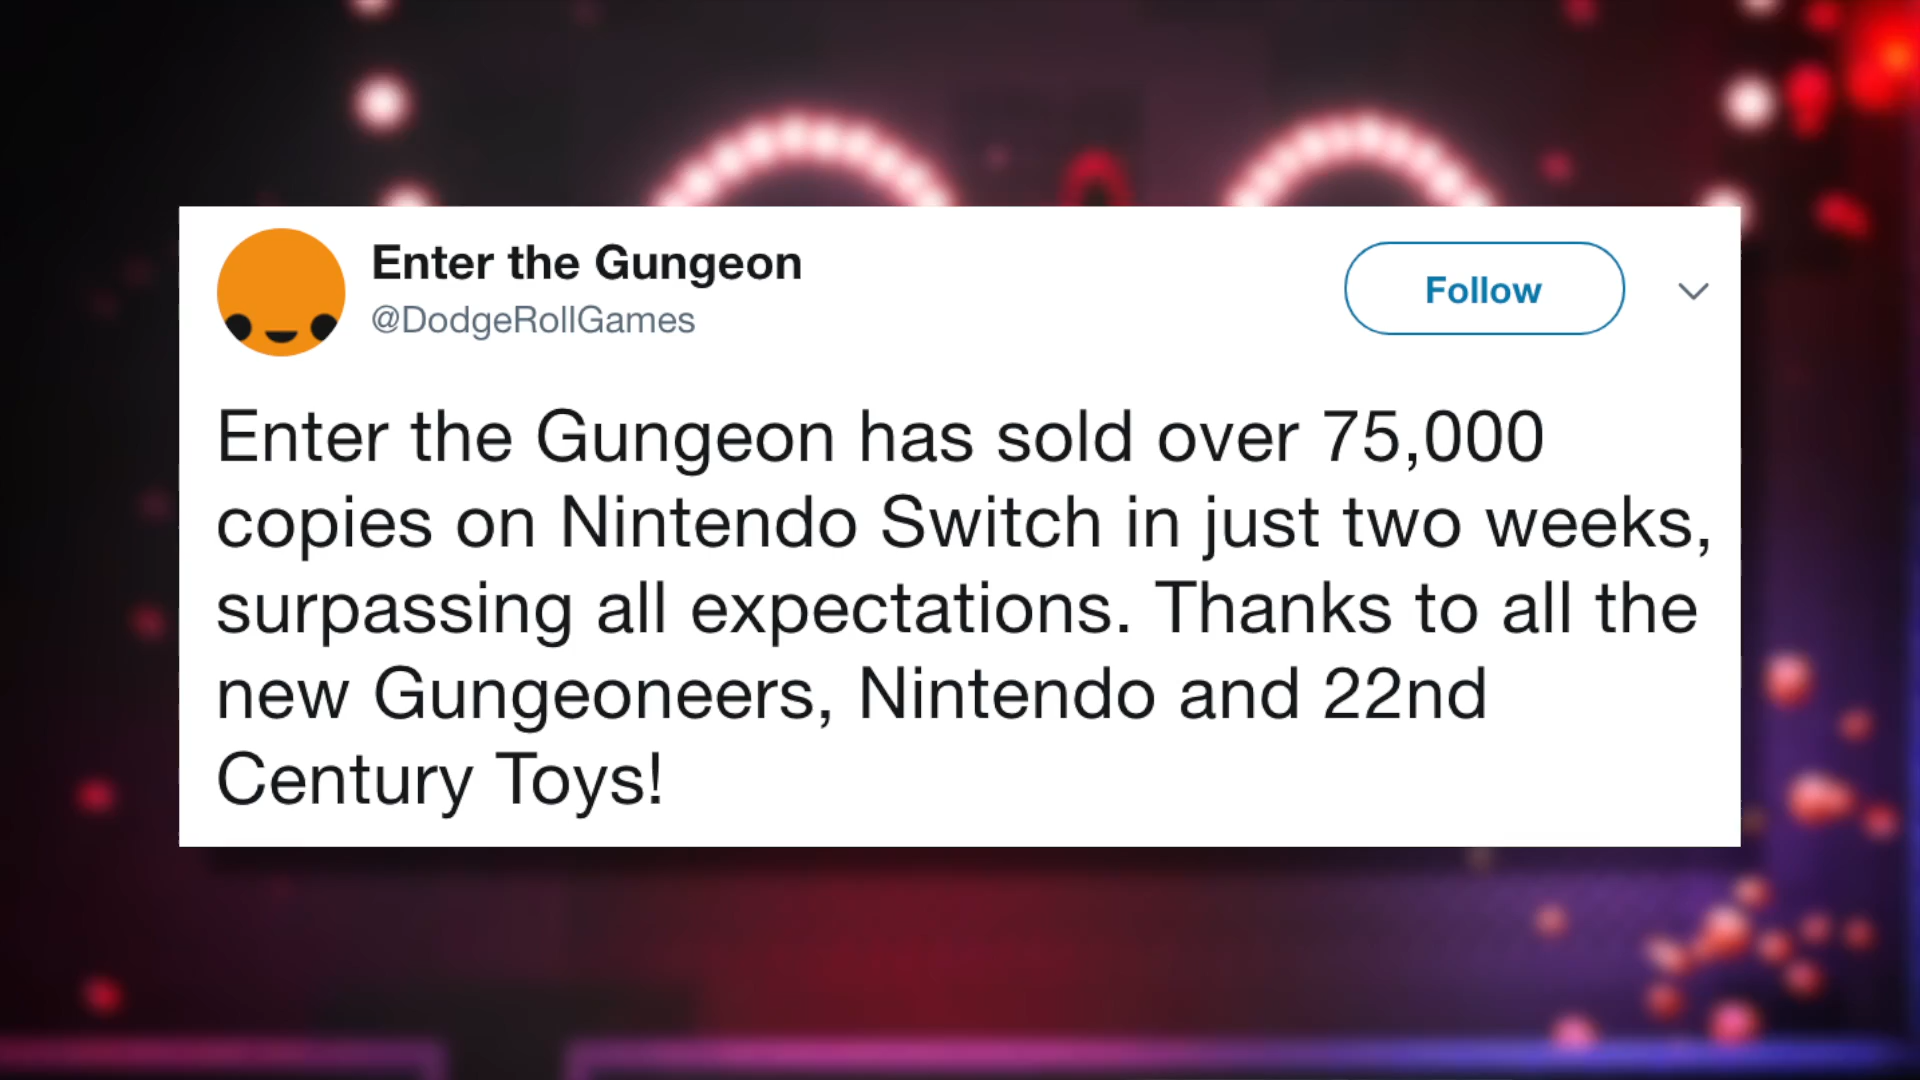 Enter the Gungeon
@DodgeRollGames
Follow
Enter the Gungeon has sold over 75,000
copies on Nintendo Switch in just two weeks,
surpassing all expectations. Thanks to all the
new Gungeoneers, Nintendo and 22nd
Century Toys!